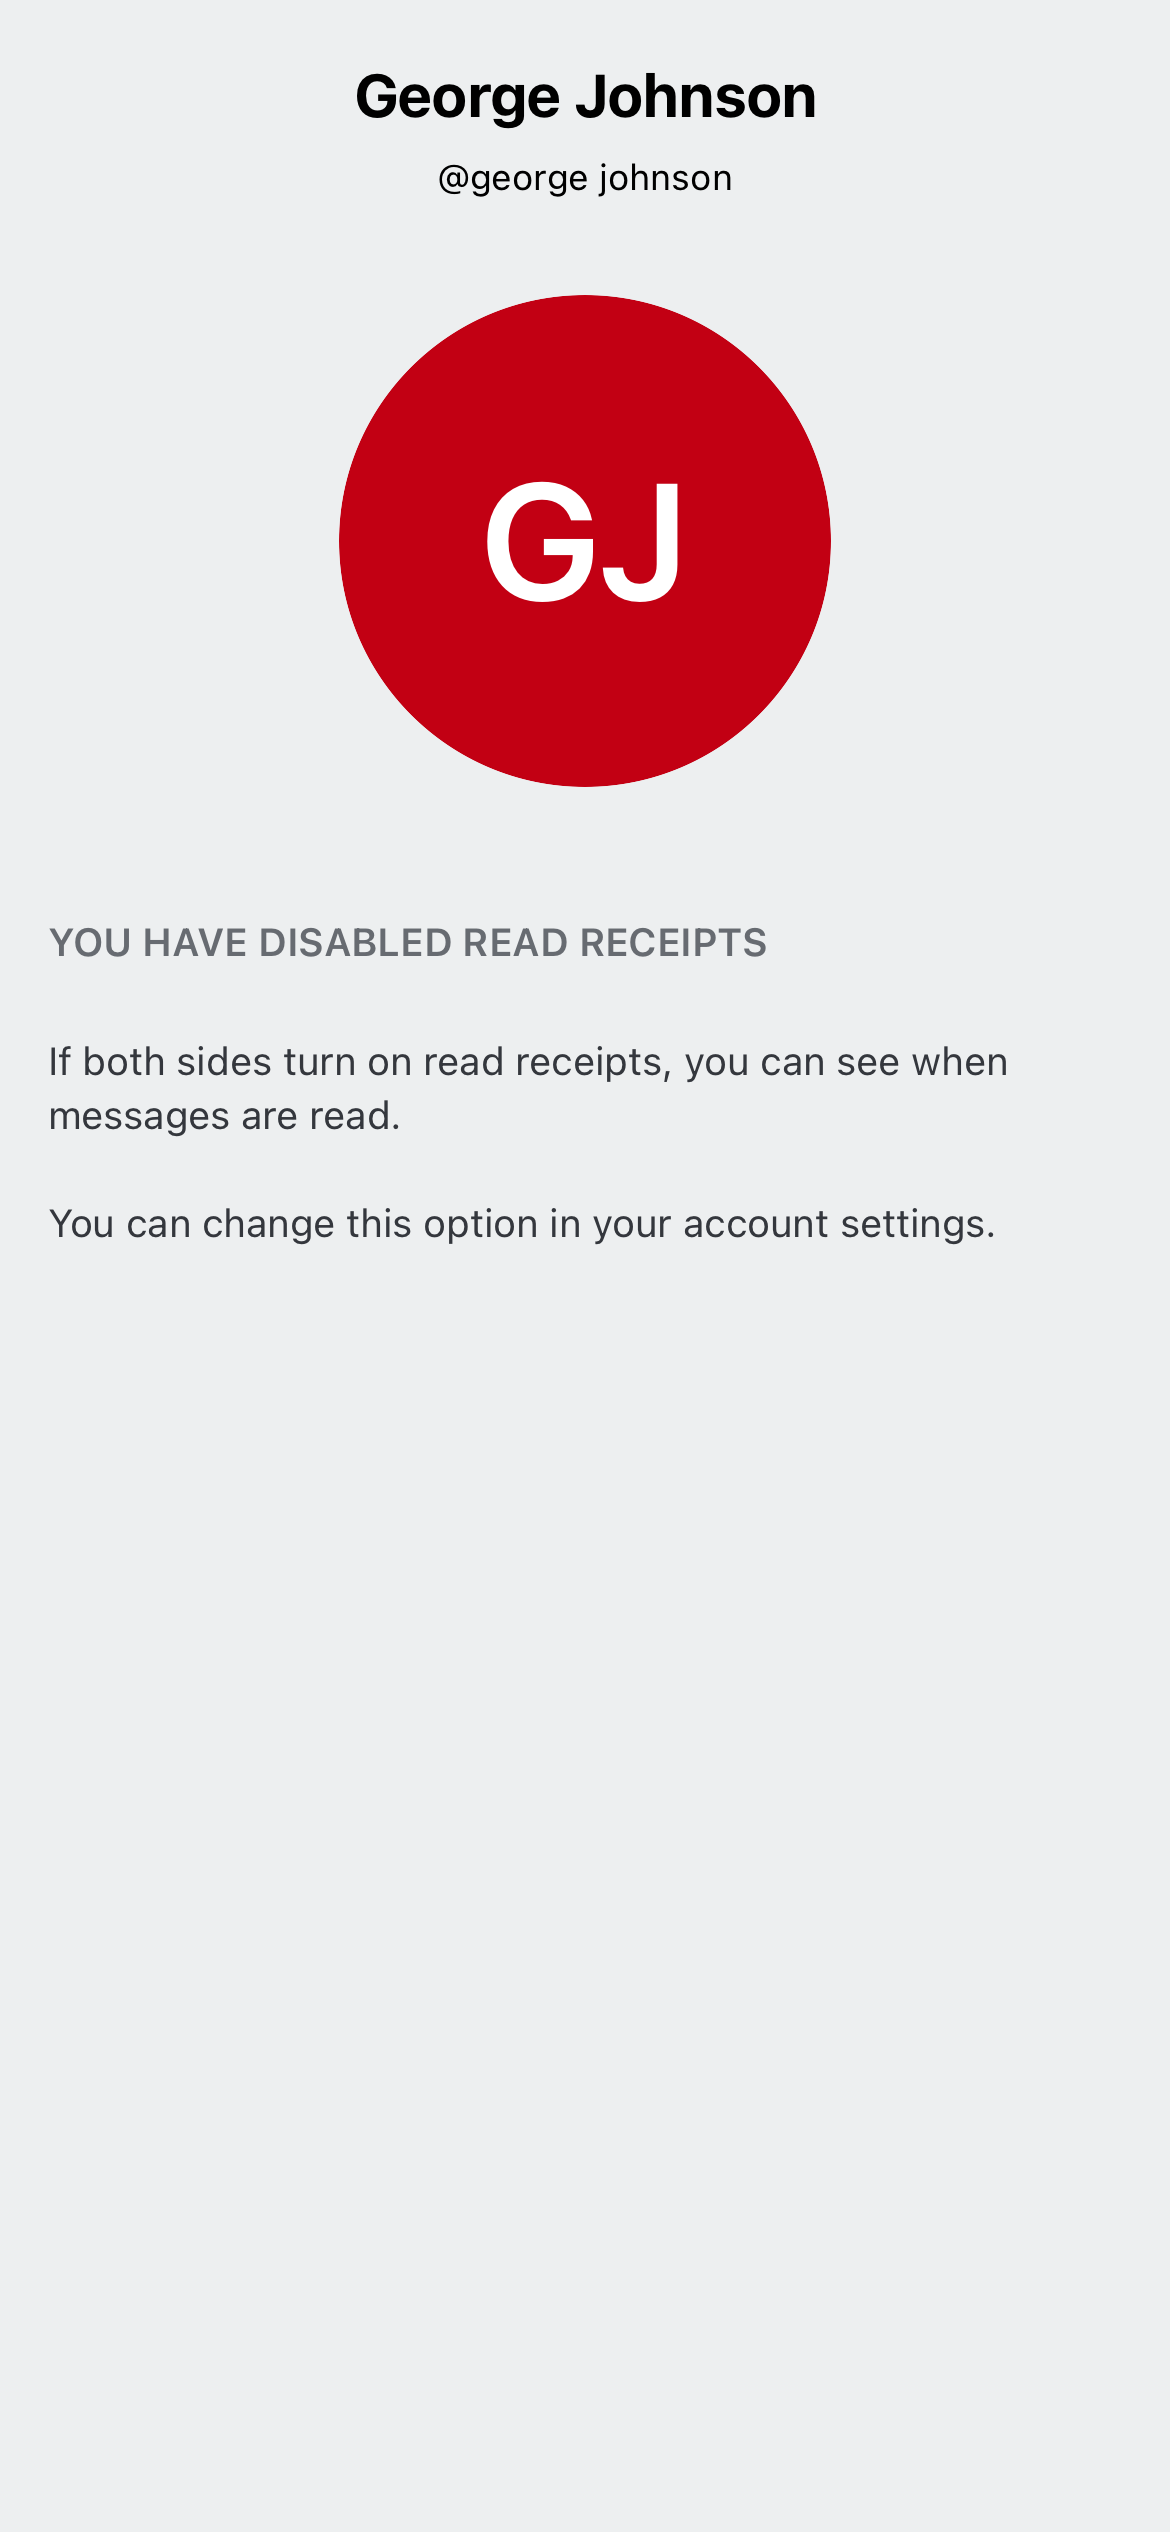 George Johnson
@george johnson
GJ
YOU HAVE DISABLED READ RECEIPTS
If both sides turn on read receipts, you can see when
messages are read.
You can change this option in your account settings.